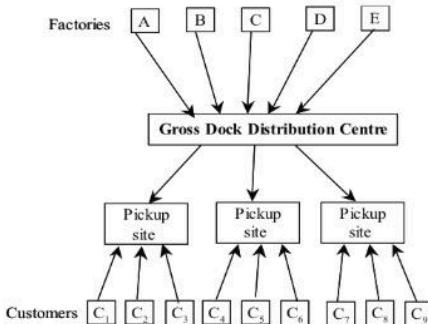 Factories A B C D E
Gross Dock Distribution Centre
Pickup site
Pickup site
Pickup site
Customers C₁ C₂ C₃ C₄ C₅ C₆ C₇ C₈ C₉